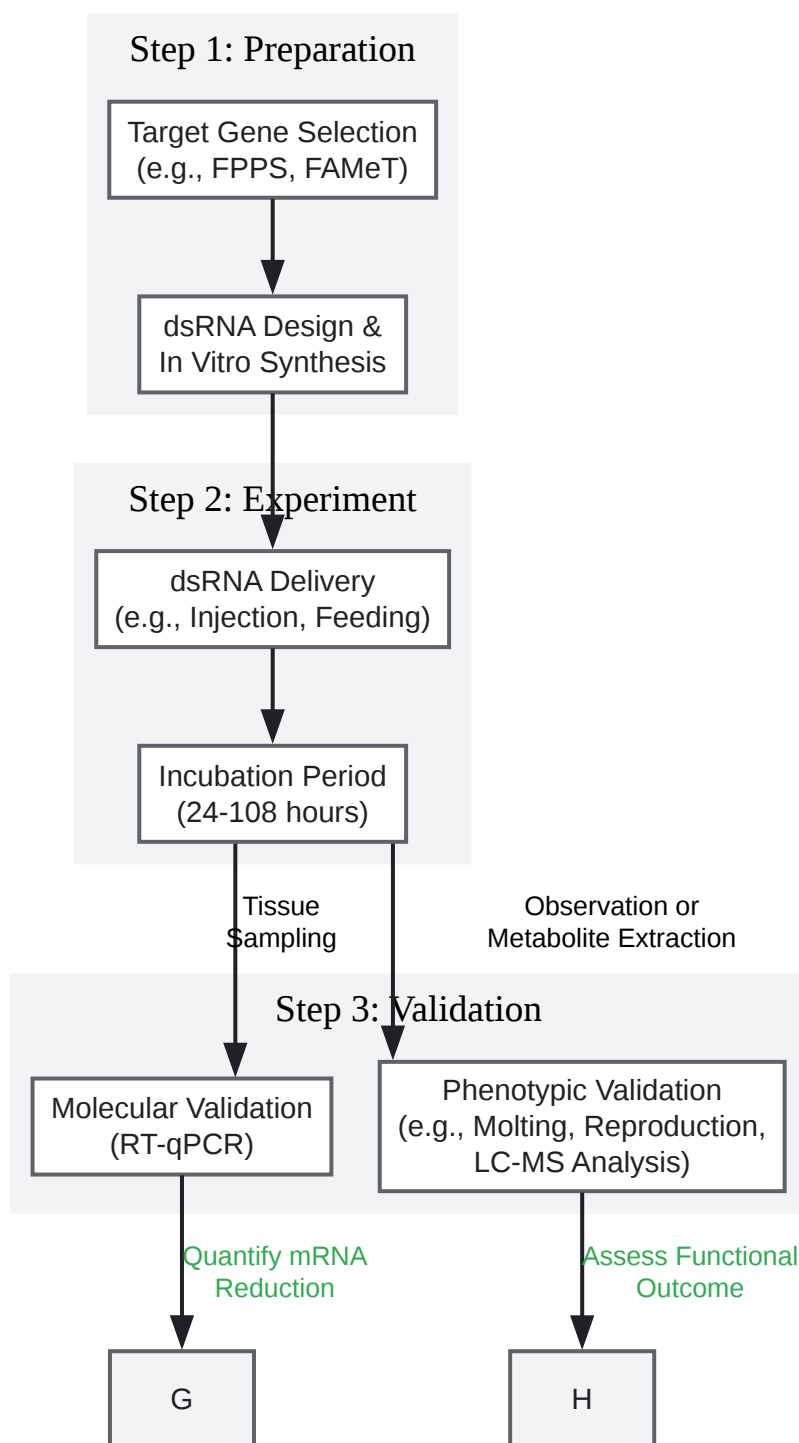 Step 1: Preparation
Target Gene Selection
(e.g., FPPS, FAMeT)
dsRNA Design &
In Vitro Synthesis
Step 2: Experiment
dsRNA Delivery
(e.g., Injection, Feeding)
Incubation Period
(24-108 hours)
Tissue
Sampling
Observation or
Metabolite Extraction
Step 3: Validation
Molecular Validation
(RT-qPCR)
Phenotypic Validation
(e.g., Molting, Reproduction,
LC-MS Analysis)
Quantify mRNA
Reduction
Assess Functional
Outcome
G
H